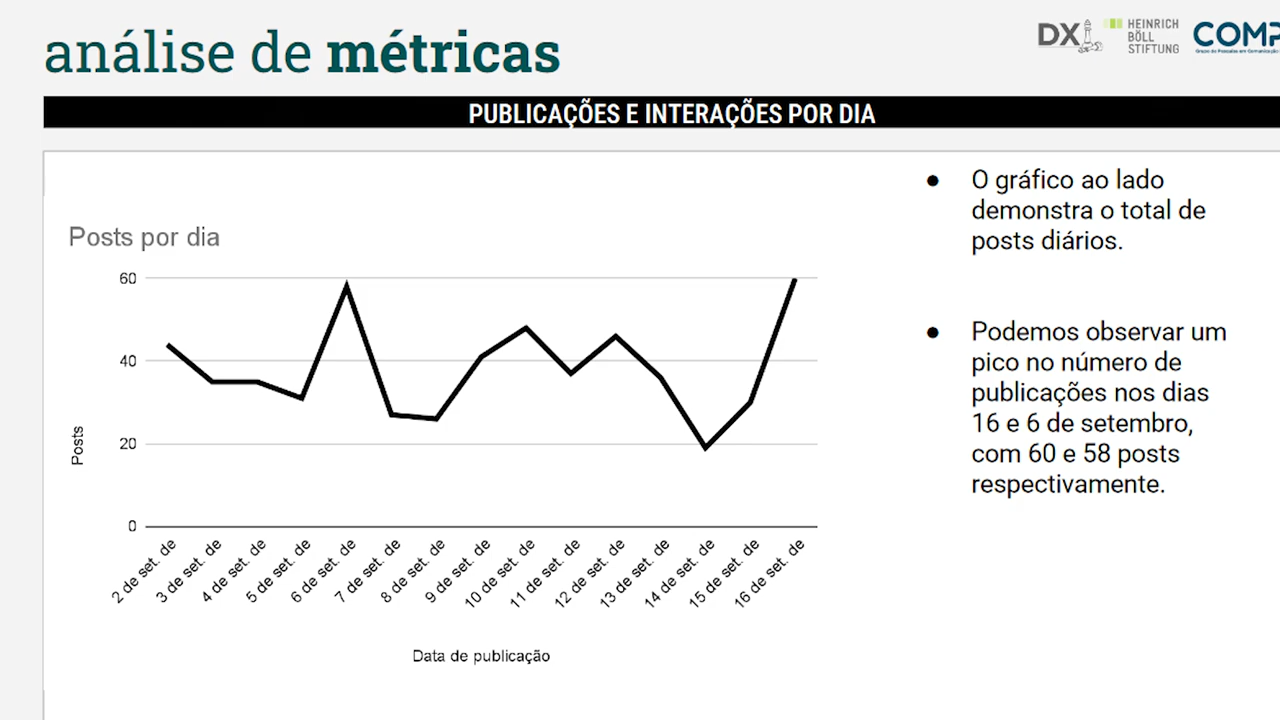 análise de métricas
DX
HEINRICH
BÖLL
STIFTUNG
COMP
PUBLICAÇÕES E INTERAÇÕES POR DIA
Posts por dia
60
40
20
0
Posts
2 de set. de
3 de set. de
4 de set. de
5 de set. de
6 de set. de
7 de set. de
8 de set. de
9 de set. de
10 de set. de
11 de set. de
12 de set. de
13 de set. de
14 de set. de
15 de set. de
16 de set. de
Data de publicação
● O gráfico ao lado
demonstra o total de
posts diários.
● Podemos observar um
pico no número de
publicações nos dias
16 e 6 de setembro,
com 60 e 58 posts
respectivamente.